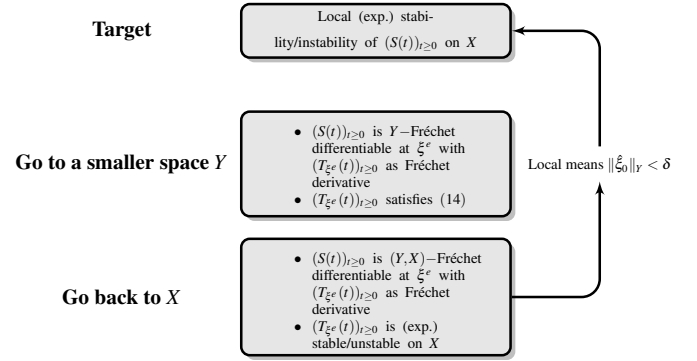 Target
Local (exp.) stabi-
lity/instability of (S(t))_{t≥0} on X
Go to a smaller space Y
• (S(t))_{t≥0} is Y−Fréchet
differentiable at ξ^e with
(T_{ξ^e}(t))_{t≥0} as Fréchet
derivative
• (T_{ξ^e}(t))_{t≥0} satisfies (14)
Local means ‖ξ̂_0‖_Y < δ
Go back to X
• (S(t))_{t≥0} is (Y,X)−Fréchet
differentiable at ξ^e with
(T_{ξ^e}(t))_{t≥0} as Fréchet
derivative
• (T_{ξ^e}(t))_{t≥0} is (exp.)
stable/unstable on X